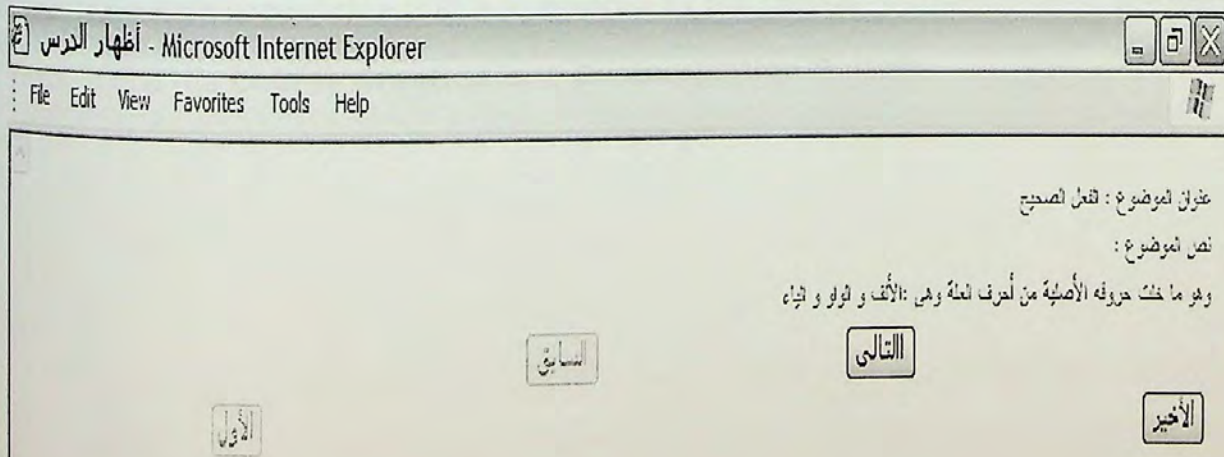 أظهار الدرس - Microsoft Internet Explorer
File Edit View Favorites Tools Help
عنوان الموضوع : الفعل الصحيح
نص الموضوع :
وهو ما خلت حروفه الأصلية من أحرف العلة وهى :الألف و الواو و الياء
االتالى السابق
الأخير الأول